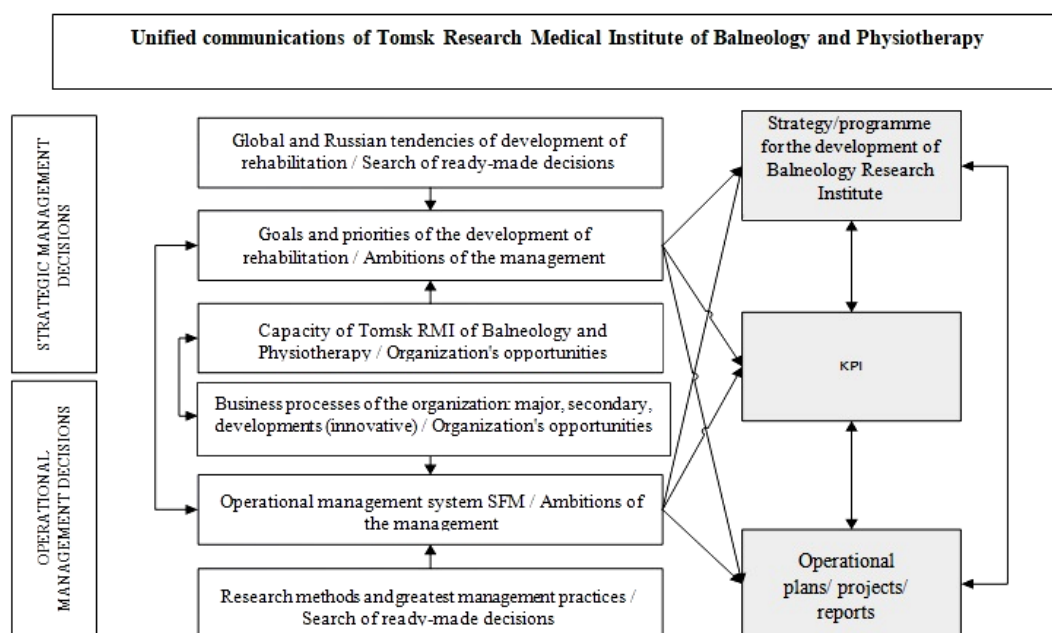 Unified communications of Tomsk Research Medical Institute of Balneology and Physiotherapy
STRATEGIC MANAGEMENT
DECISIONS
Global and Russian tendencies of development of
rehabilitation / Search of ready-made decisions
Goals and priorities of the development of
rehabilitation / Ambitions of the management
Capacity of Tomsk RMI of Balneology and
Physiotherapy / Organization's opportunities
OPERATIONAL
MANAGEMENT DECISIONS
Business processes of the organization: major, secondary,
developments (innovative) / Organization's opportunities
Operational management system SFM / Ambitions of
the management
Research methods and greatest management practices /
Search of ready-made decisions
Strategy/programme
for the development of
Balneology Research
Institute
KPI
Operational
plans/ projects/
reports